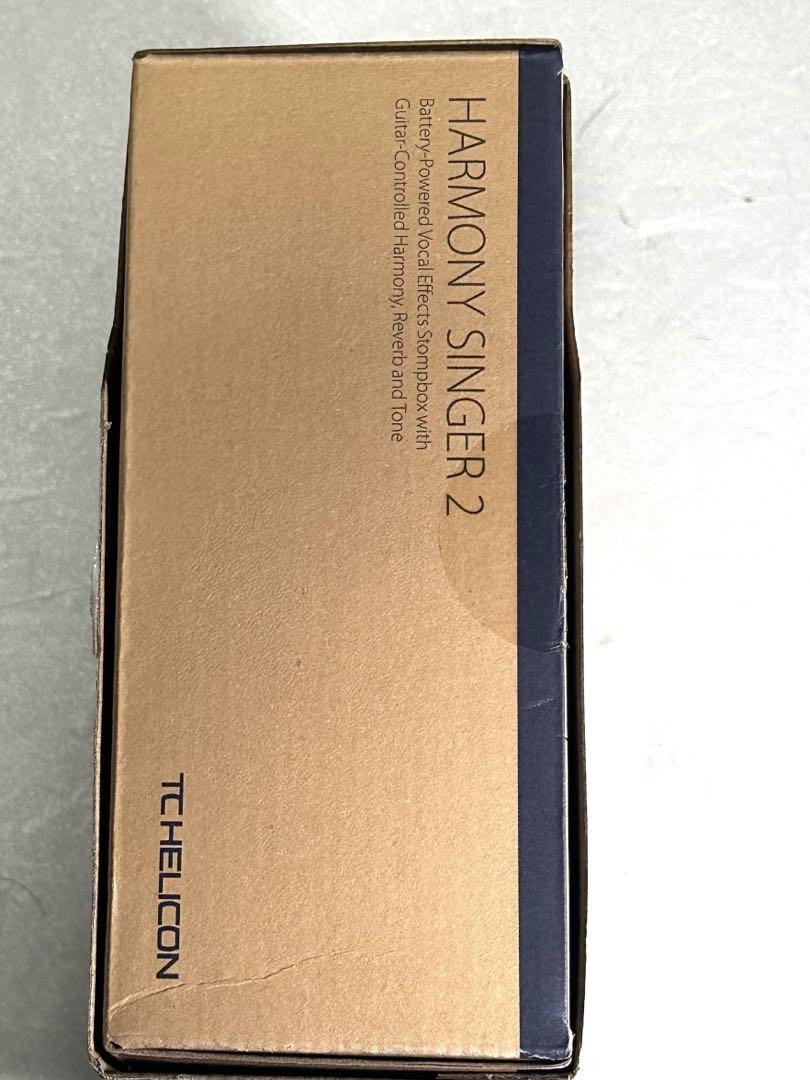 HARMONY SINGER 2
Battery-Powered Vocal Effects Stompbox with
Guitar-Controlled Harmony, Reverb and Tone
TC HELICON